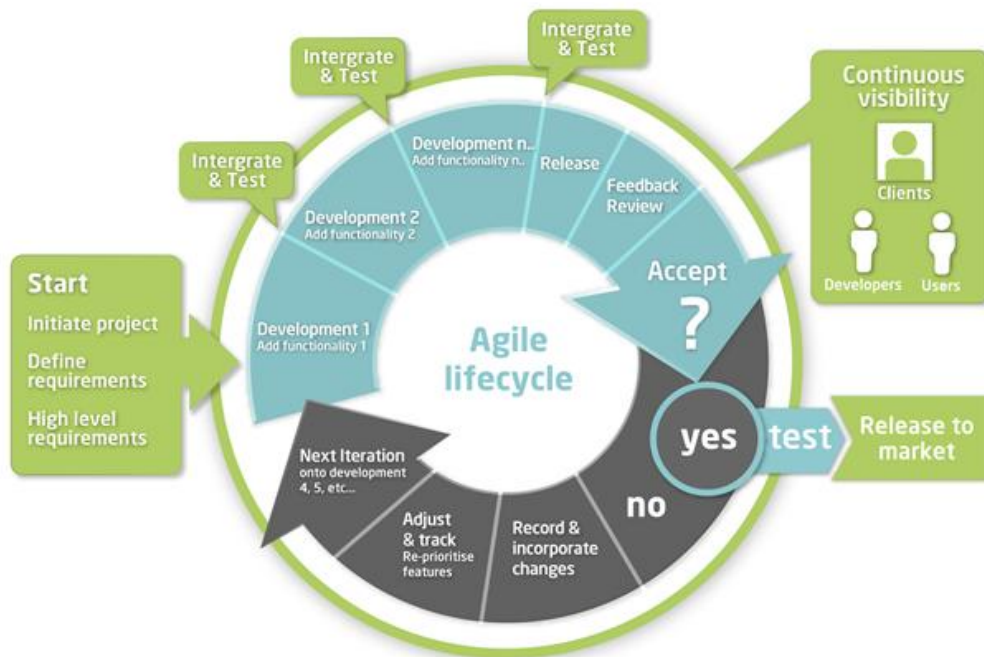 Start
Initiate project
Define
requirements
High level
requirements
Development 1
Add functionality 1
Intergrate
& Test
Development 2
Add functionality 2
Intergrate
& Test
Development n..
Add functionality n..
Intergrate
& Test
Release
Feedback
Review
Accept
?
Continuous
visibility
Clients
Developers
Users
Agile
lifecycle
yes
test
Release to
market
no
Record &
incorporate
changes
Adjust
& track
Re-prioritise
features
Next Iteration
onto development
4, 5, etc...